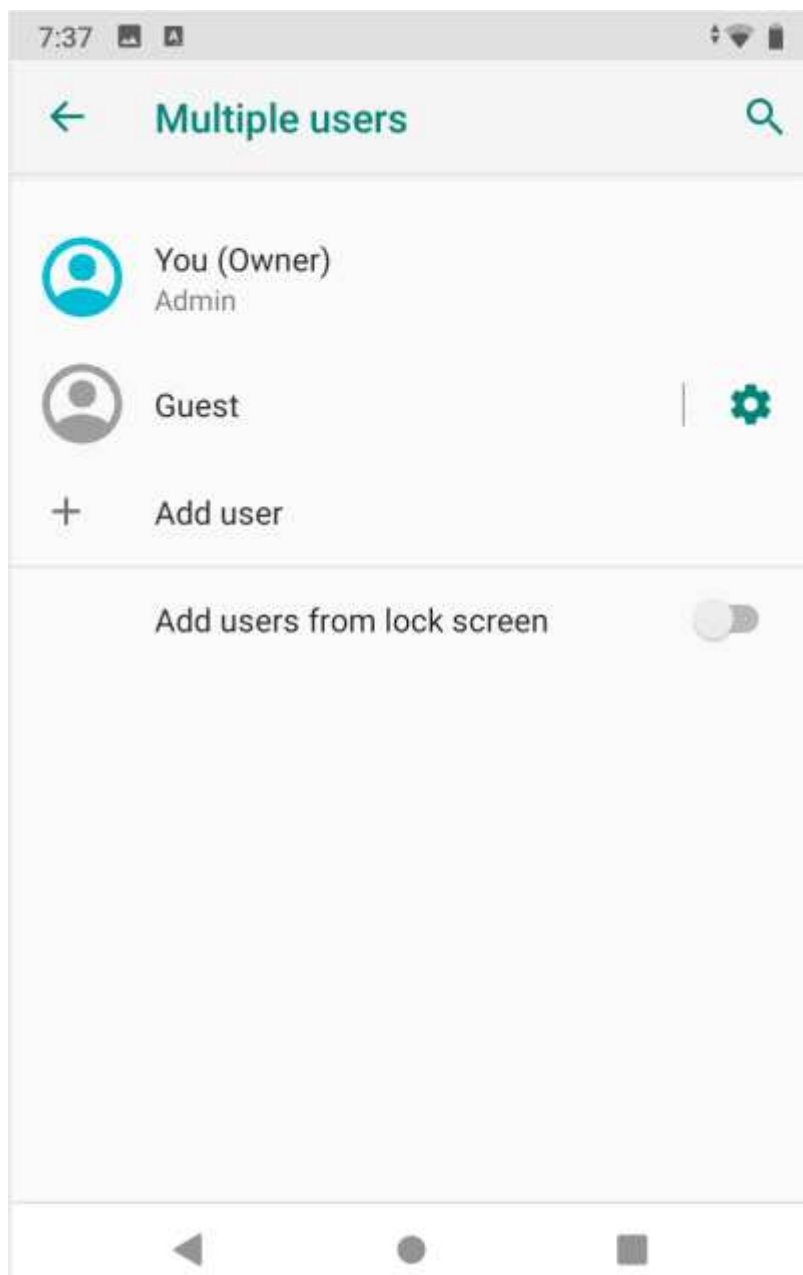 7:37
Multiple users
You (Owner)
Admin
Guest
Add user
Add users from lock screen